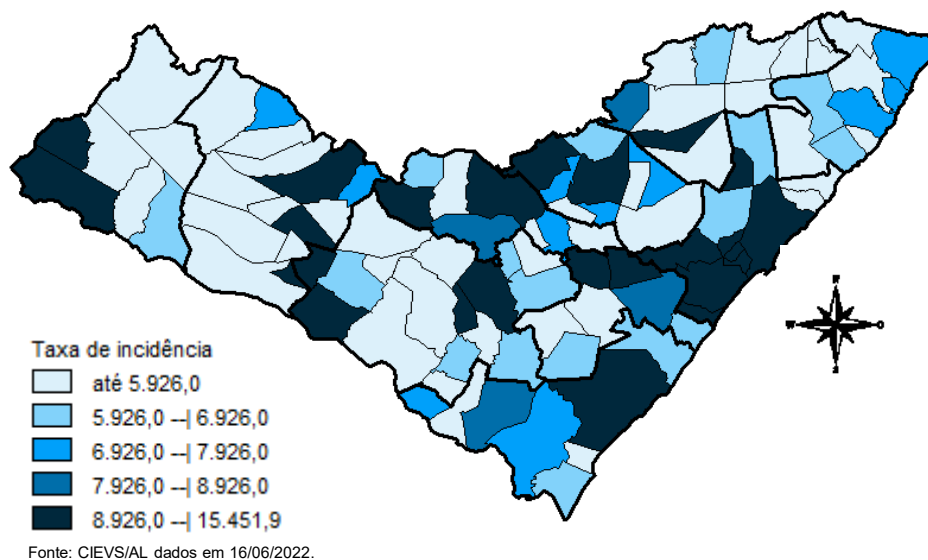 Taxa de incidência
até 5.926,0
5.926,0 --| 6.926,0
6.926,0 --| 7.926,0
7.926,0 --| 8.926,0
8.926,0 --| 15.451,9
Fonte: CIEVS/AL dados em 16/06/2022.